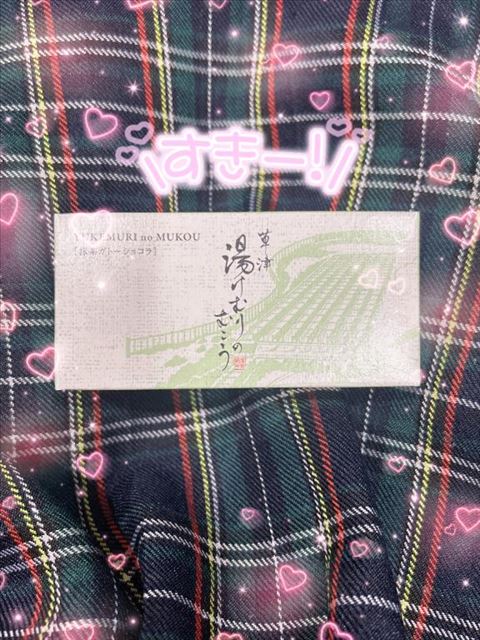 \すきー!/
YUKEMURI no MUKOU
[抹茶ガトーショコラ]
草津
湯けむりの
むこう